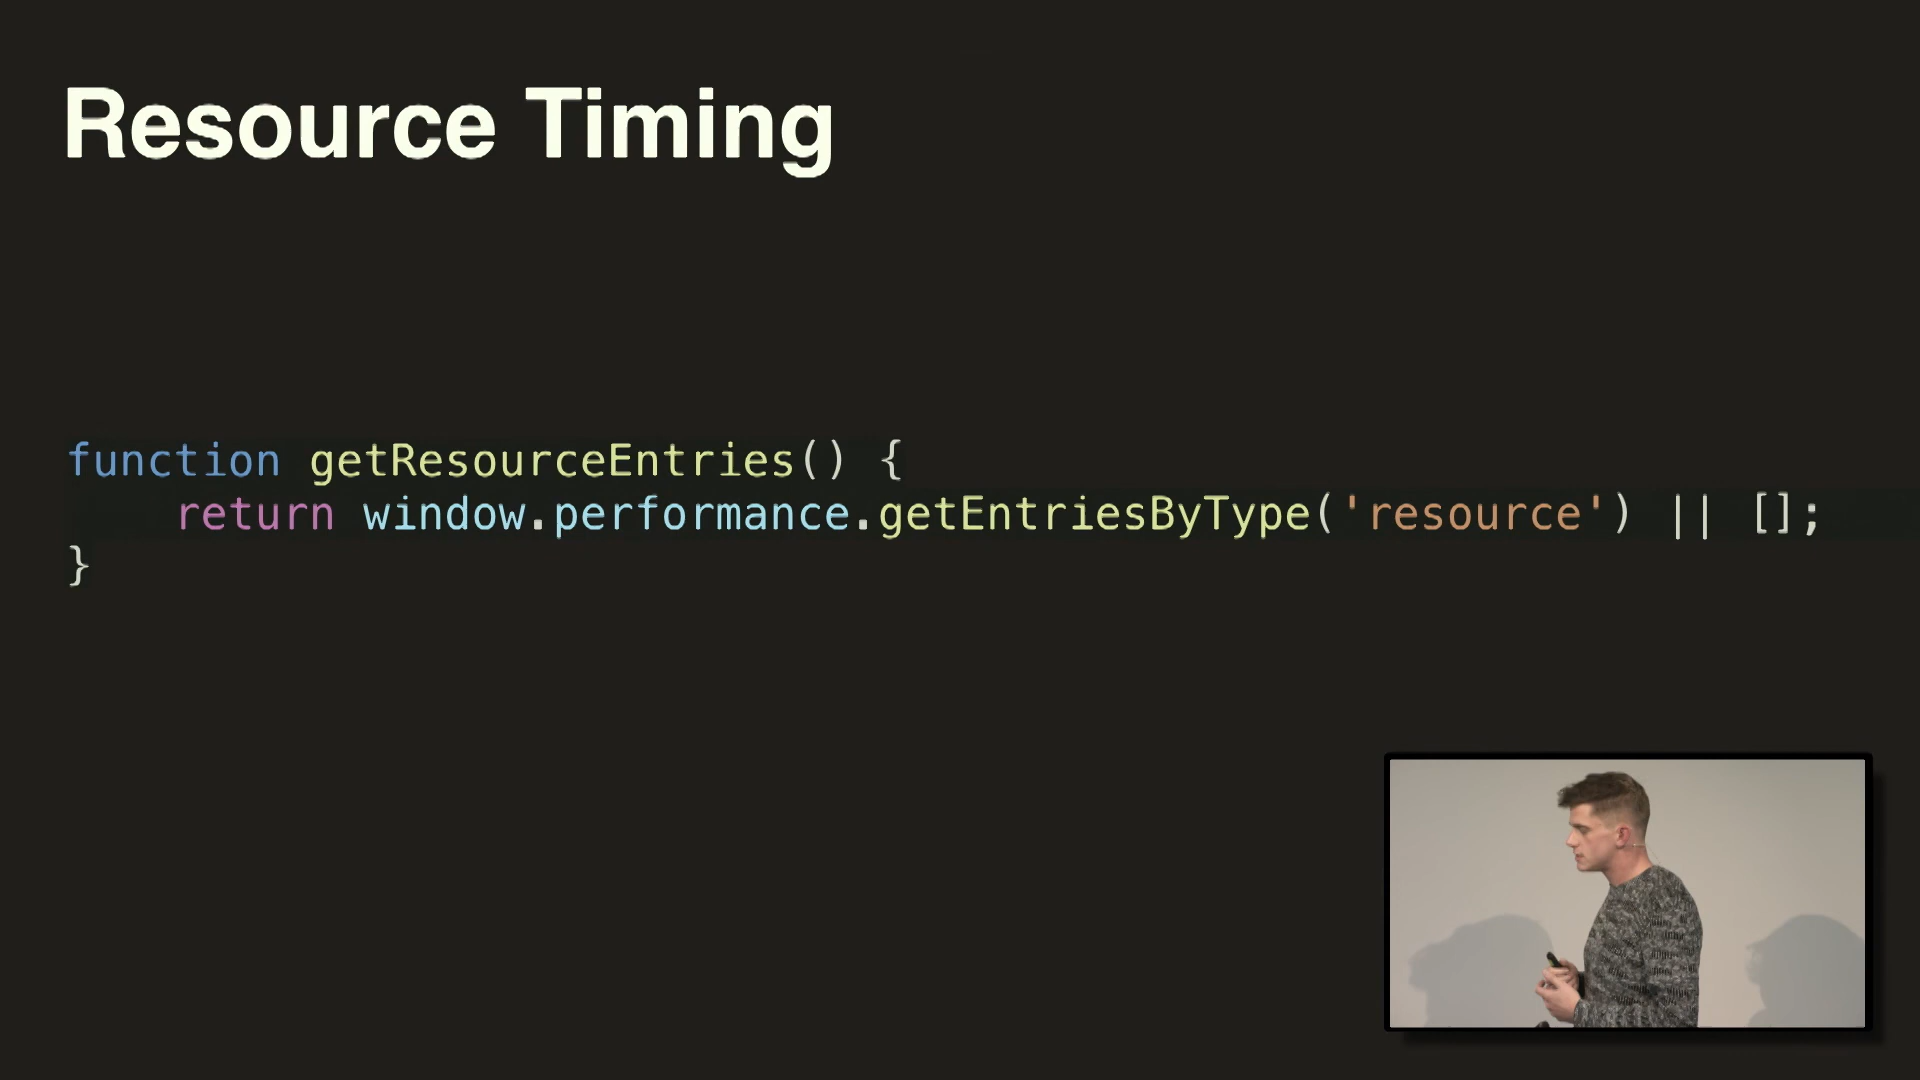 Resource Timing
function getResourceEntries() {
    return window.performance.getEntriesByType('resource') || [];
}